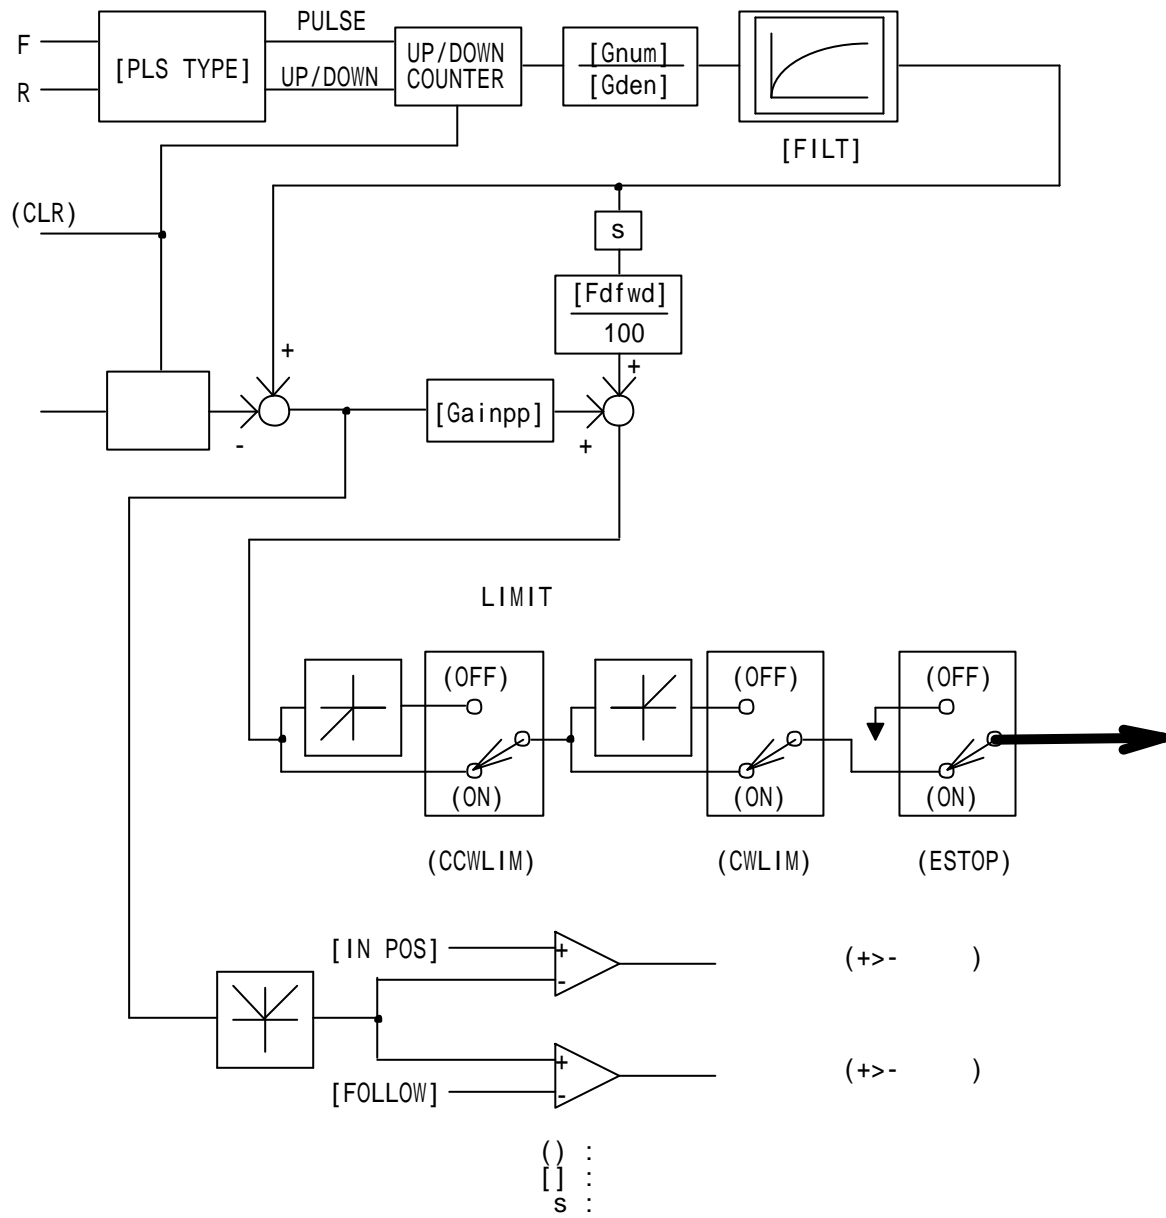 PULSE
F
[PLS TYPE]
UP/DOWN
R
UP/DOWN
COUNTER
[Gnum]
[Gden]
[FILT]
(CLR)
s
[Fdfwd]
100
+
+
-
[Gainpp]
+
LIMIT
(OFF)
(ON)
(CCWLIM)
(OFF)
(ON)
(CWLIM)
(OFF)
(ON)
(ESTOP)
[IN POS]
+
-
(+>- )
+
-
(+>- )
[FOLLOW]
() :
[] :
s :